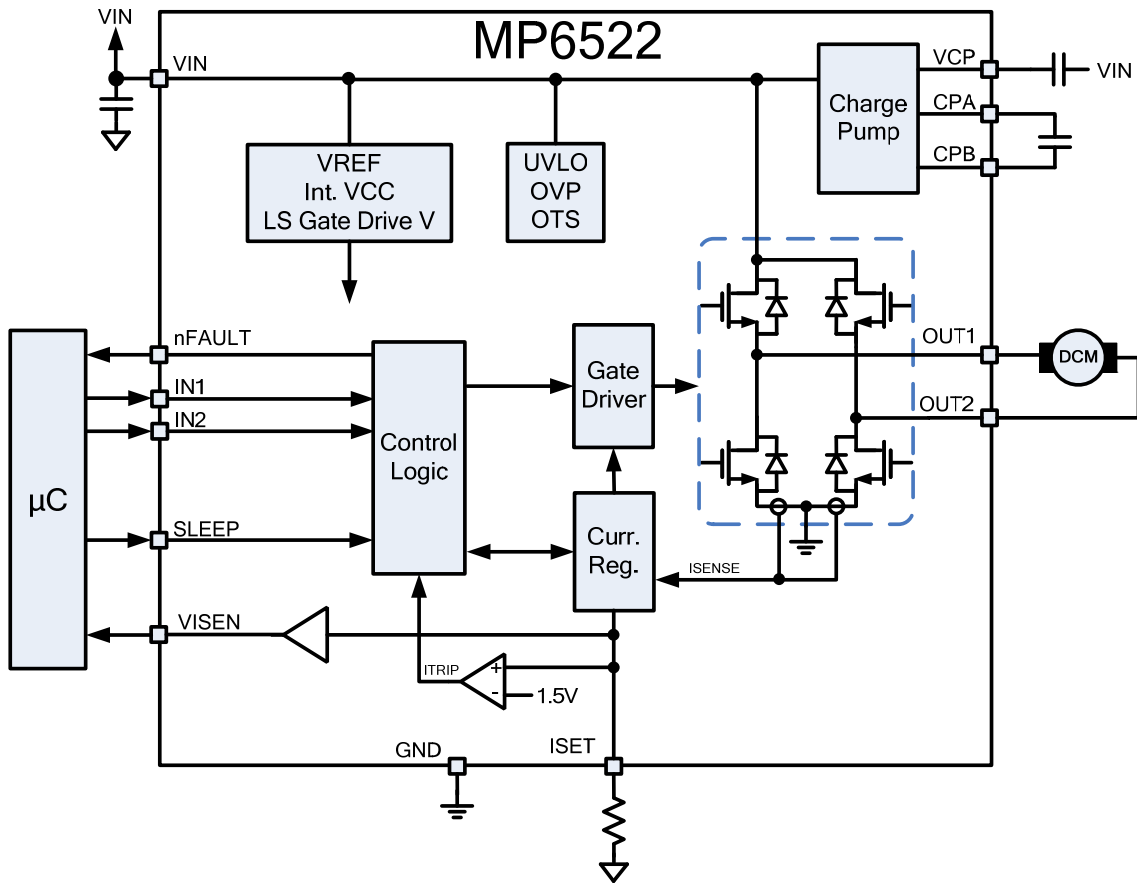 VIN
MP6522
VIN
VCP
VIN
Charge
Pump
CPA
CPB
VREF
Int. VCC
LS Gate Drive V
UVLO
OVP
OTS
nFAULT
OUT1
DCM
IN1
Gate
Driver
IN2
OUT2
Control
Logic
µC
SLEEP
Curr.
Reg.
ISENSE
VISEN
ITRIP
+
-
1.5V
GND
ISET